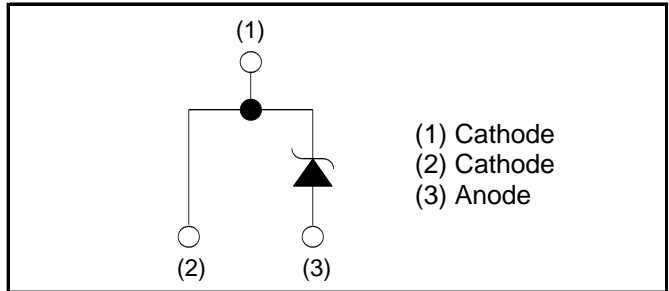 (1)
(1) Cathode
(2) Cathode
(3) Anode
(2) (3)